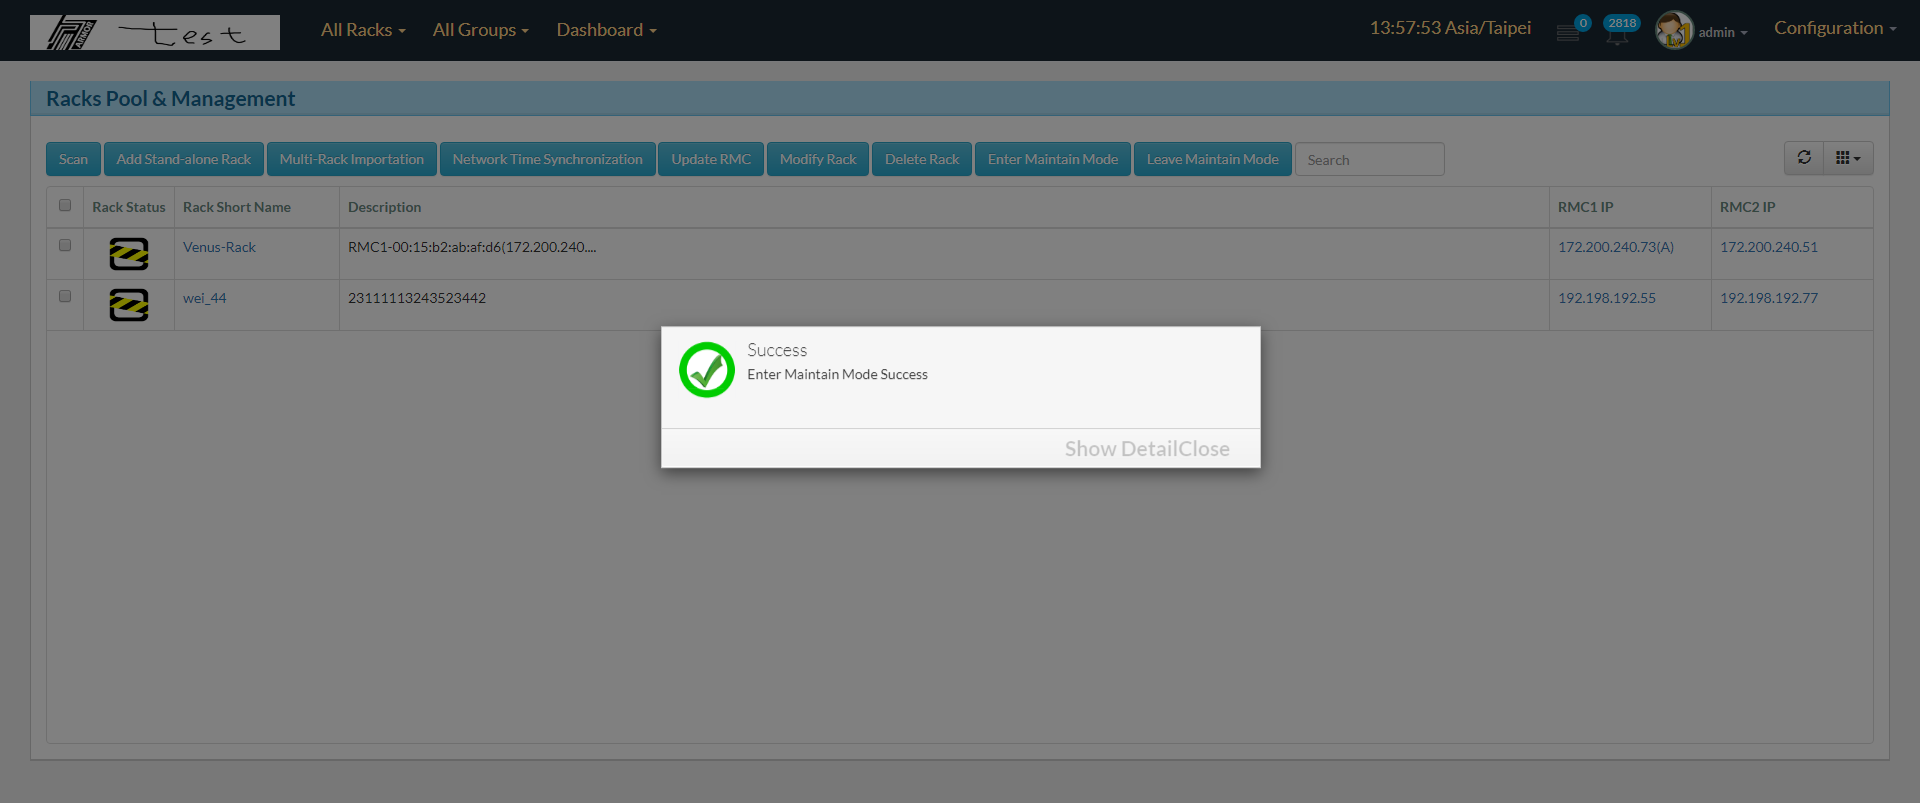 ARMOR test All Racks All Groups Dashboard 13:57:53 Asia/Taipei 0 2818 admin Configuration
Racks Pool & Management
Scan Add Stand-alone Rack Multi-Rack Importation Network Time Synchronization Update RMC Modify Rack Delete Rack Enter Maintain Mode Leave Maintain Mode Search
Rack Status Rack Short Name Description RMC1 IP RMC2 IP
Venus-Rack RMC1-00:15:b2:ab:af:d6(172.200.240.... 172.200.240.73(A) 172.200.240.51
wei_44 23111113243523442 192.198.192.55 192.198.192.77
Success
Enter Maintain Mode Success
Show DetailClose